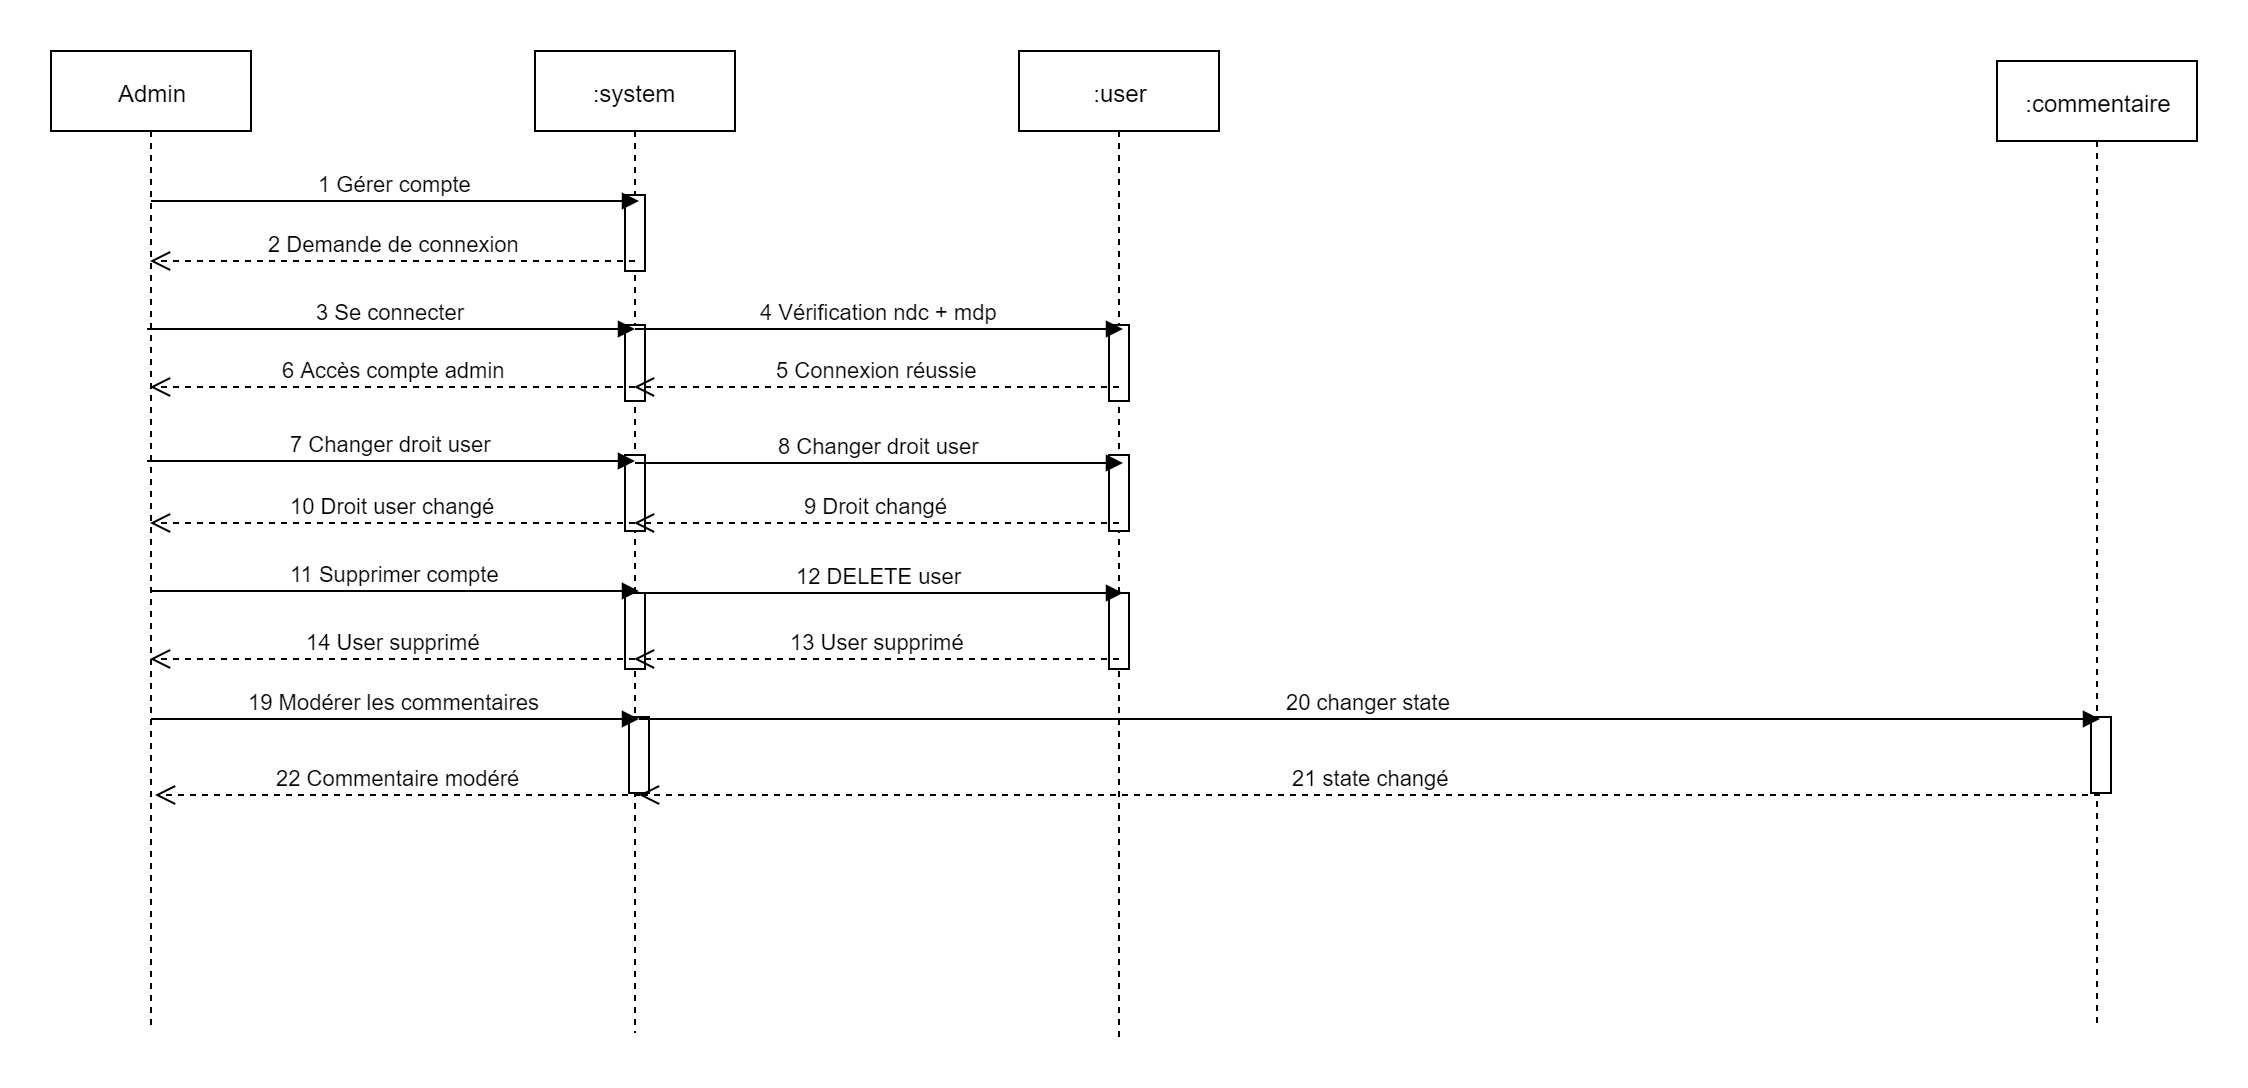 Admin
:system
:user
:commentaire
1 Gérer compte
2 Demande de connexion
3 Se connecter
4 Vérification ndc + mdp
6 Accès compte admin
5 Connexion réussie
7 Changer droit user
8 Changer droit user
10 Droit user changé
9 Droit changé
11 Supprimer compte
12 DELETE user
14 User supprimé
13 User supprimé
19 Modérer les commentaires
20 changer state
22 Commentaire modéré
21 state changé